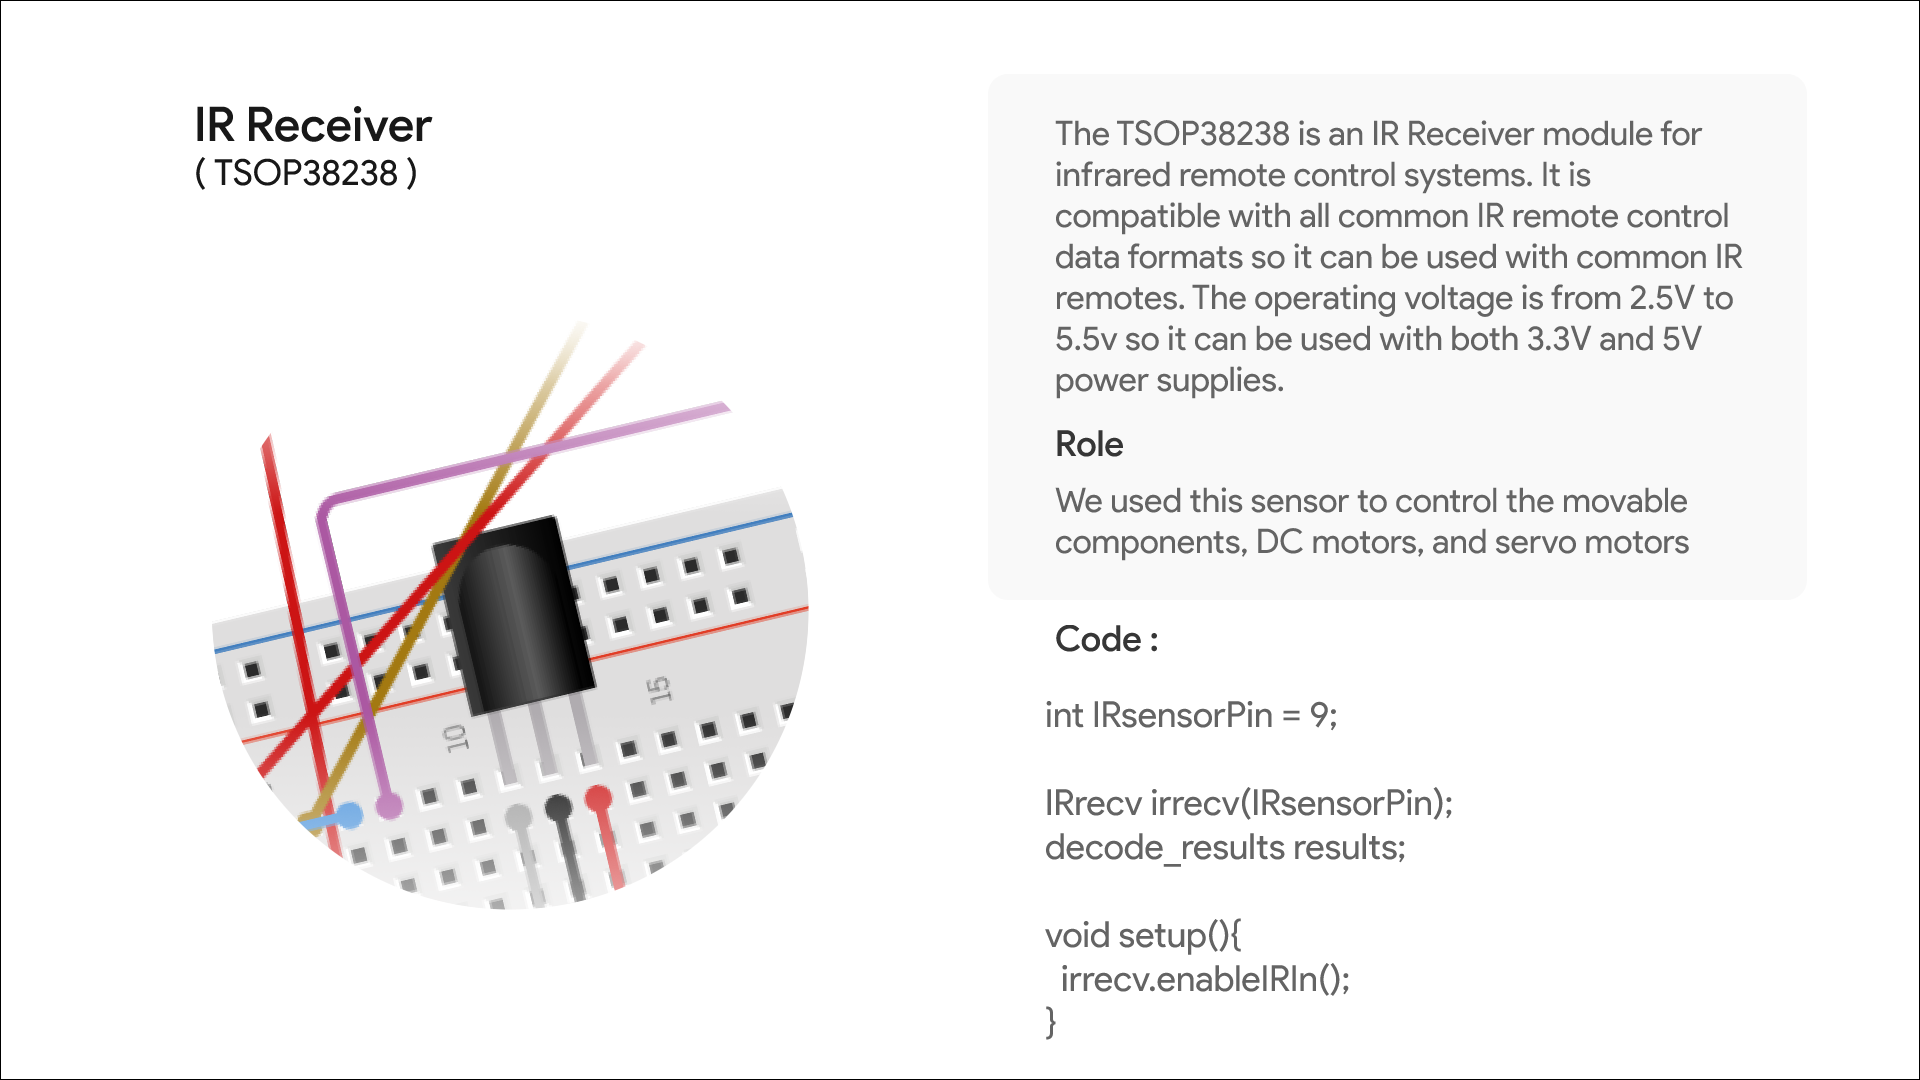 IR Receiver
( TSOP38238 )
The TSOP38238 is an IR Receiver module for
infrared remote control systems. It is
compatible with all common IR remote control
data formats so it can be used with common IR
remotes. The operating voltage is from 2.5V to
5.5v so it can be used with both 3.3V and 5V
power supplies.
Role
We used this sensor to control the movable
components, DC motors, and servo motors
Code :
int IRsensorPin = 9;
IRrecv irrecv(IRsensorPin);
decode_results results;
void setup(){
irrecv.enableIRIn();
}
10
15